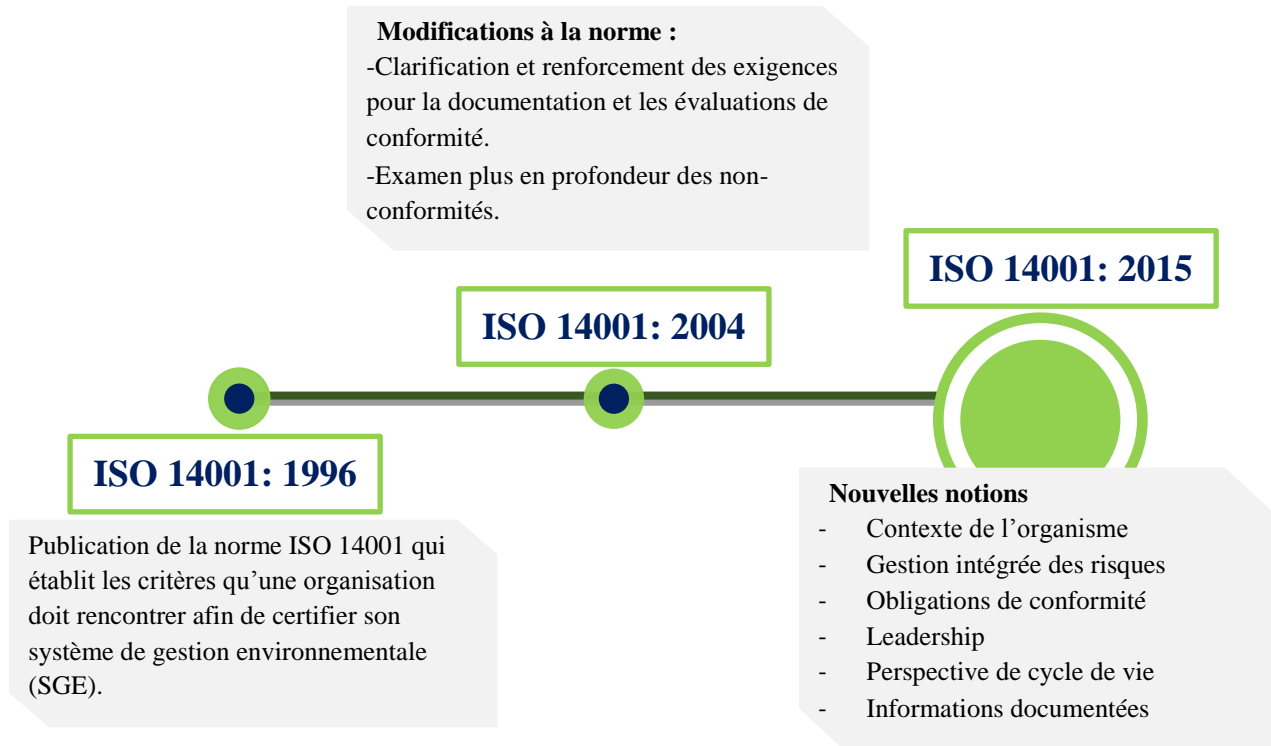 Modifications à la norme :
-Clarification et renforcement des exigences
pour la documentation et les évaluations de
conformité.
-Examen plus en profondeur des non-
conformités.
ISO 14001: 2015
ISO 14001: 2004
ISO 14001: 1996
Publication de la norme ISO 14001 qui
établit les critères qu’une organisation
doit rencontrer afin de certifier son
système de gestion environnementale
(SGE).
Nouvelles notions
- Contexte de l’organisme
- Gestion intégrée des risques
- Obligations de conformité
- Leadership
- Perspective de cycle de vie
- Informations documentées